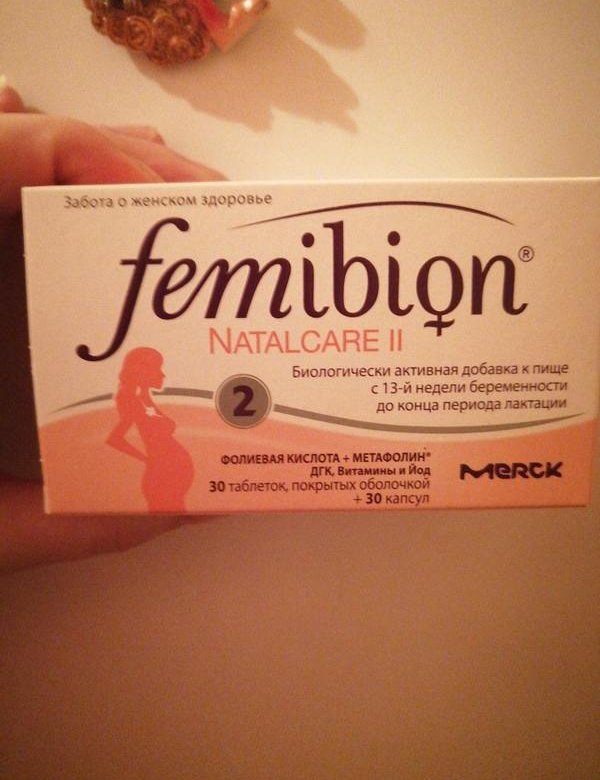 Забота о женском здоровье
femibion®
NATALCARE II
Биологически активная добавка к пище
с 13-й недели беременности
до конца периода лактации
2
ФОЛИЕВАЯ КИСЛОТА + МЕТАФОЛИН*
ДГК, Витамины и Йод
30 таблеток, покрытых оболочкой
+ 30 капсул
MERCK